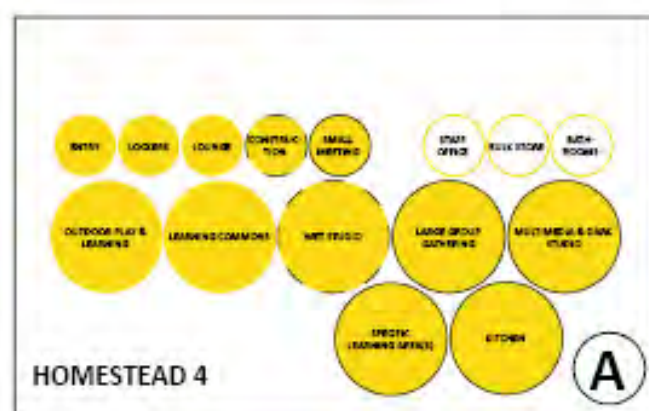 ENTRY
LOCKERS
LOUNGE
CONSTRUC-
TION
SMALL
MEETING
STAFF
OFFICE
BULK STORE
BATH-
ROOMS
OUTDOOR PLAY &
LEARNING
LEARNING COMMONS
WET STUDIO
LARGE GROUP
GATHERING
MULTIMEDIA & DARK
STUDIO
SPECIFIC
LEARNING AREA(S)
KITCHEN
HOMESTEAD 4
A